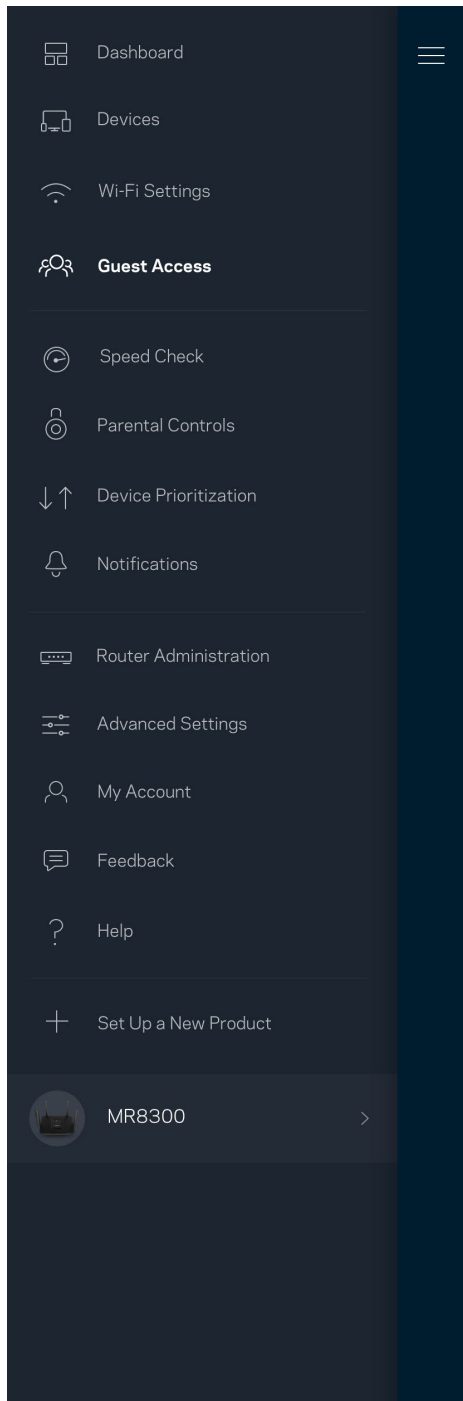 Dashboard
Devices
Wi-Fi Settings
Guest Access
Speed Check
Parental Controls
Device Prioritization
Notifications
Router Administration
Advanced Settings
My Account
Feedback
Help
Set Up a New Product
MR8300